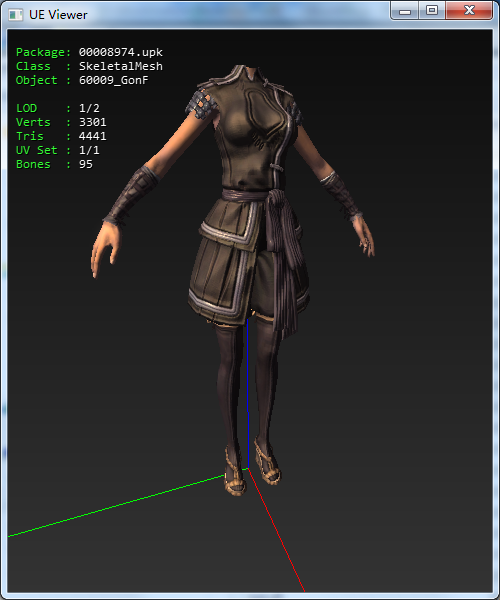 UE Viewer
Package: 00008974.upk
Class  : SkeletalMesh
Object : 60009_GonF
LOD    : 1/2
Verts  : 3301
Tris   : 4441
UV Set : 1/1
Bones  : 95